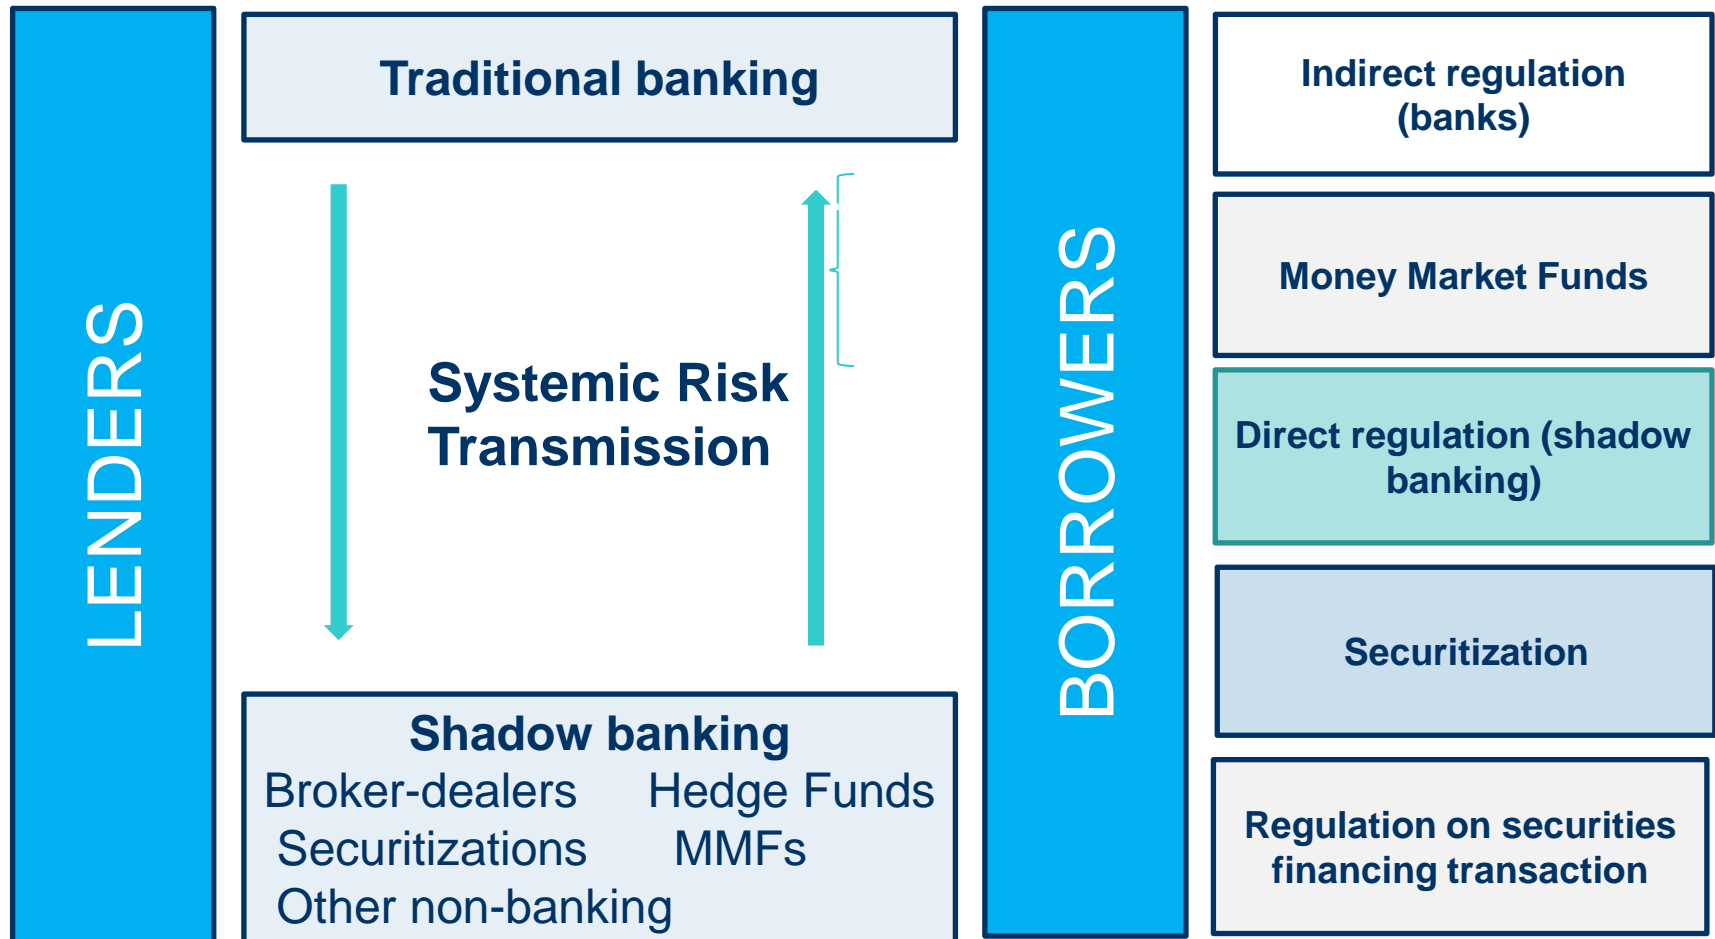 LENDERS
Traditional banking
Systemic Risk
Transmission
Shadow banking
Broker-dealers Hedge Funds
Securitizations MMFs
Other non-banking
BORROWERS
Indirect regulation
(banks)
Money Market Funds
Direct regulation (shadow
banking)
Securitization
Regulation on securities
financing transaction